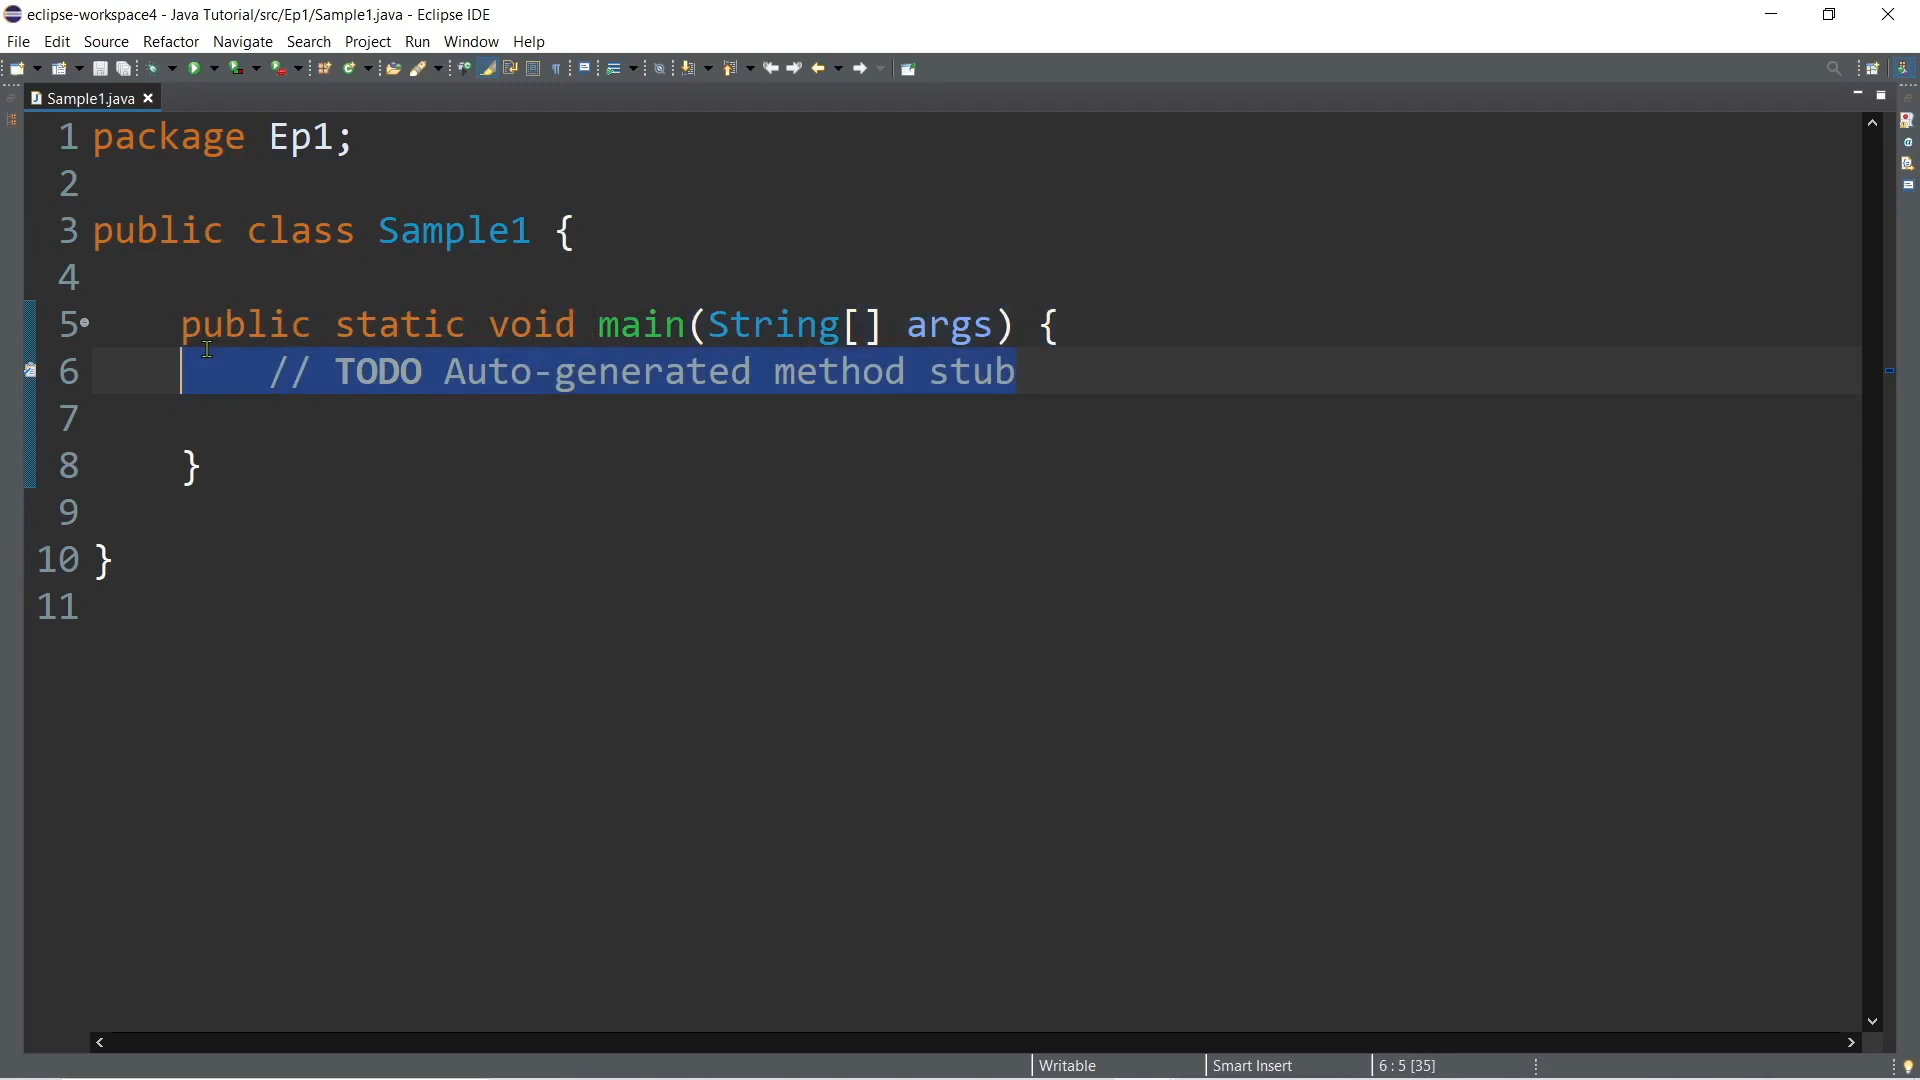 eclipse-workspace4 - Java Tutorial/src/Ep1/Sample1.java - Eclipse IDE
File Edit Source Refactor Navigate Search Project Run Window Help
Sample1.java
1 package Ep1;
2
3 public class Sample1 {
4
5 public static void main(String[] args) {
6 // TODO Auto-generated method stub
7
8 }
9
10 }
11
Writable Smart Insert 6 : 5 [35]